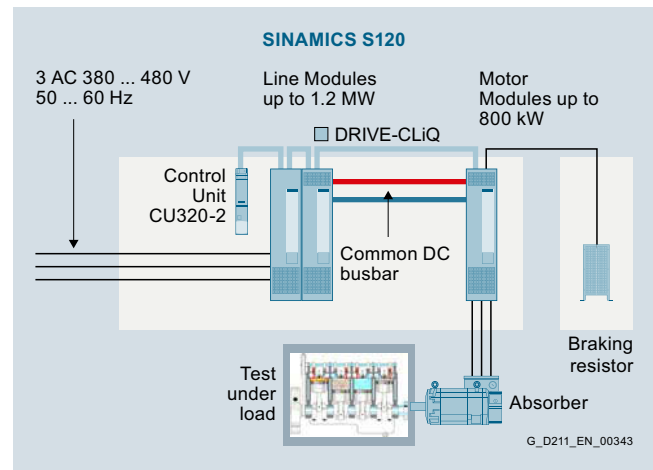 SINAMICS S120
3 AC 380 ... 480 V
50 ... 60 Hz
Line Modules
up to 1.2 MW
Motor
Modules up to
800 kW
DRIVE-CLiQ
Control
Unit
CU320-2
Common DC
busbar
Braking
resistor
Test
under
load
Absorber
G_D211_EN_00343